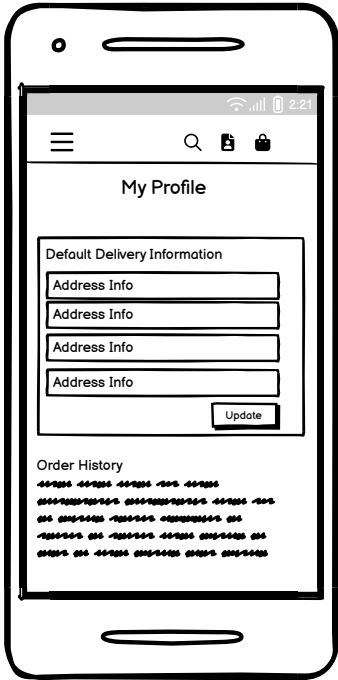 2:21
My Profile
Default Delivery Information
Address Info
Address Info
Address Info
Address Info
Update
Order History